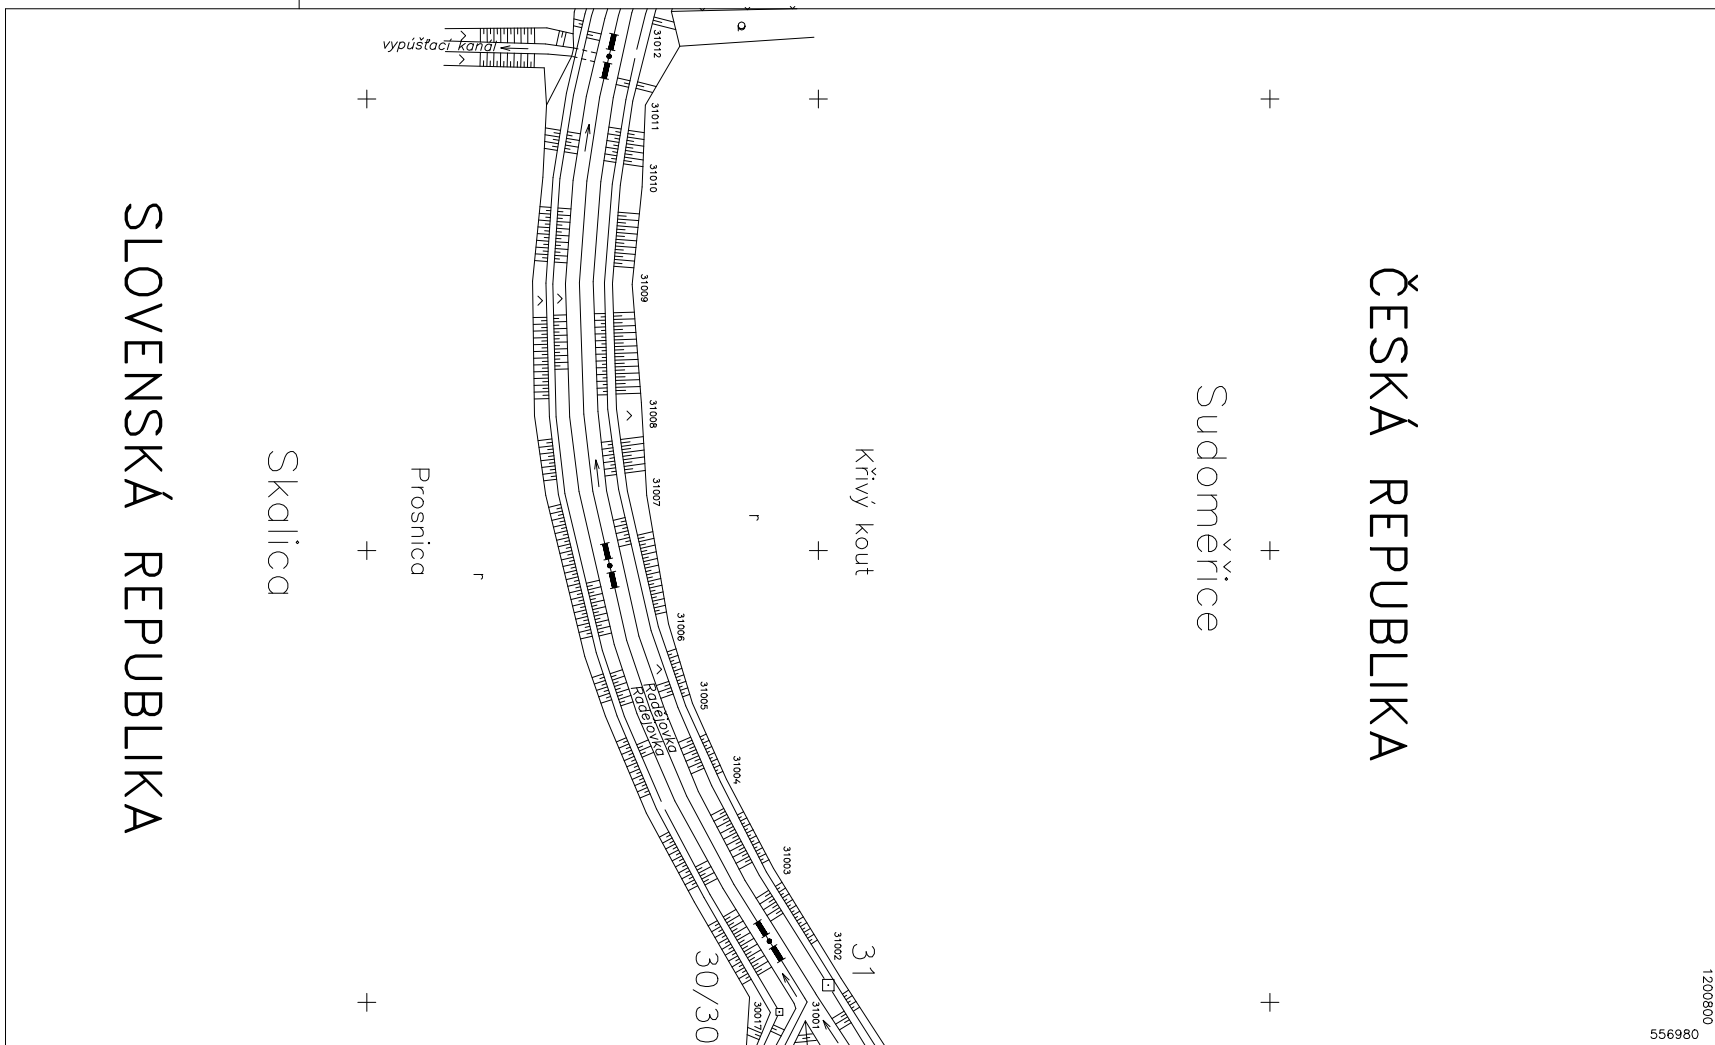 vypúšťací kanál
Q
31012
31011
31010
31009
31008
31007
31006
31005
31004
31003
31002
31001
30017
SLOVENSKÁ REPUBLIKA
Skalica
Prosnica
r
Radějovka
Radejovka
r
Křivý kout
Sudoměřice
ČESKÁ REPUBLIKA
31
30/30
1200800
556980